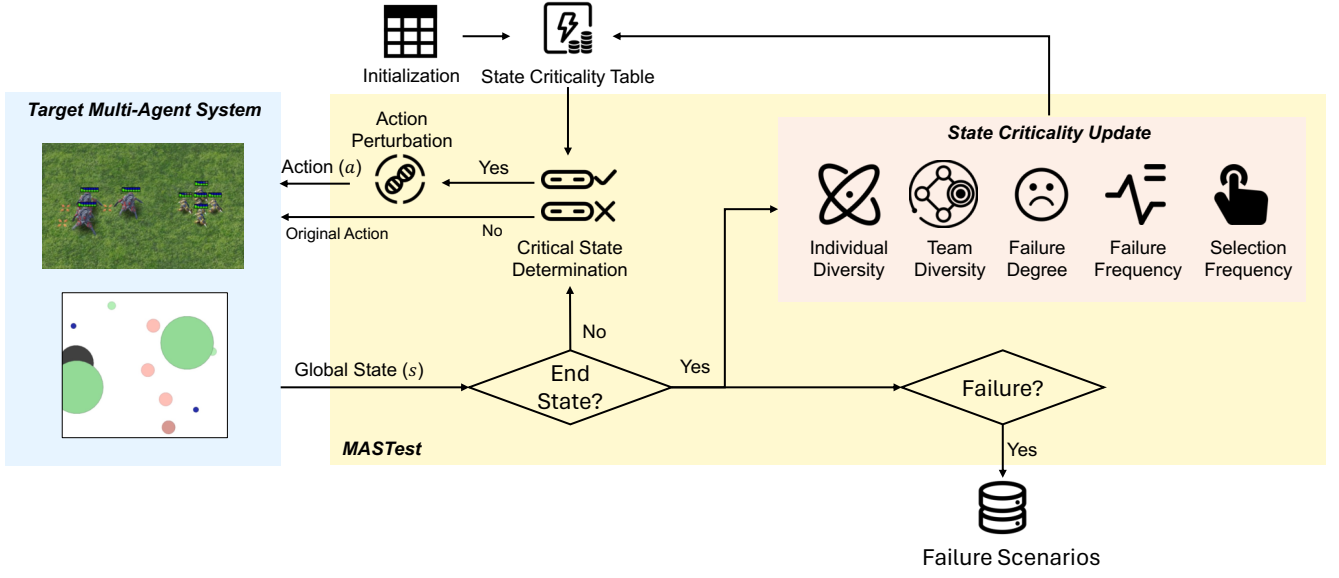 Initialization
State Criticality Table
Target Multi-Agent System
Action
Perturbation
Action (a)
Yes
Original Action
No
Critical State
Determination
State Criticality Update
Individual
Diversity
Team
Diversity
Failure
Degree
Failure
Frequency
Selection
Frequency
No
Global State (s)
End
State?
Yes
Failure?
MASTest
Yes
Failure Scenarios